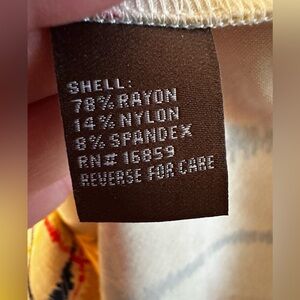 SHELL:
78% RAYON
14% NYLON
8% SPANDEX
RN# 16859
REVERSE FOR CARE